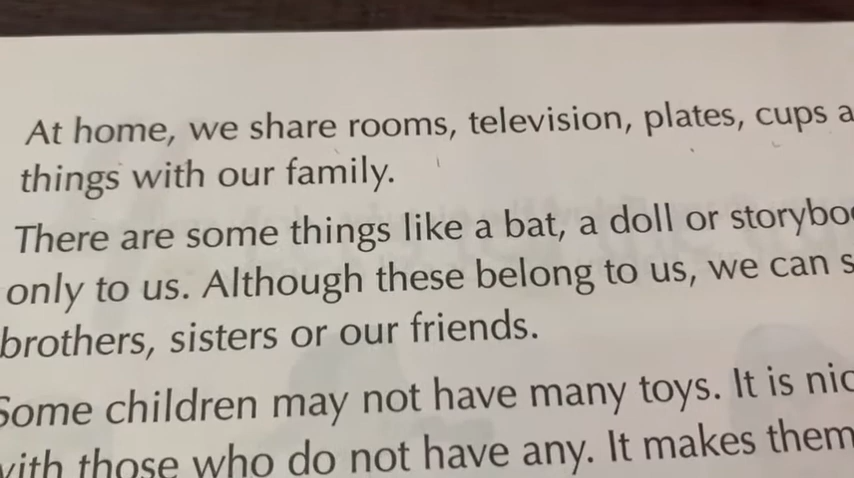 At home, we share rooms, television, plates, cups a
things with our family.
There are some things like a bat, a doll or storybo
only to us. Although these belong to us, we can s
brothers, sisters or our friends.
Some children may not have many toys. It is nic
with those who do not have any. It makes them